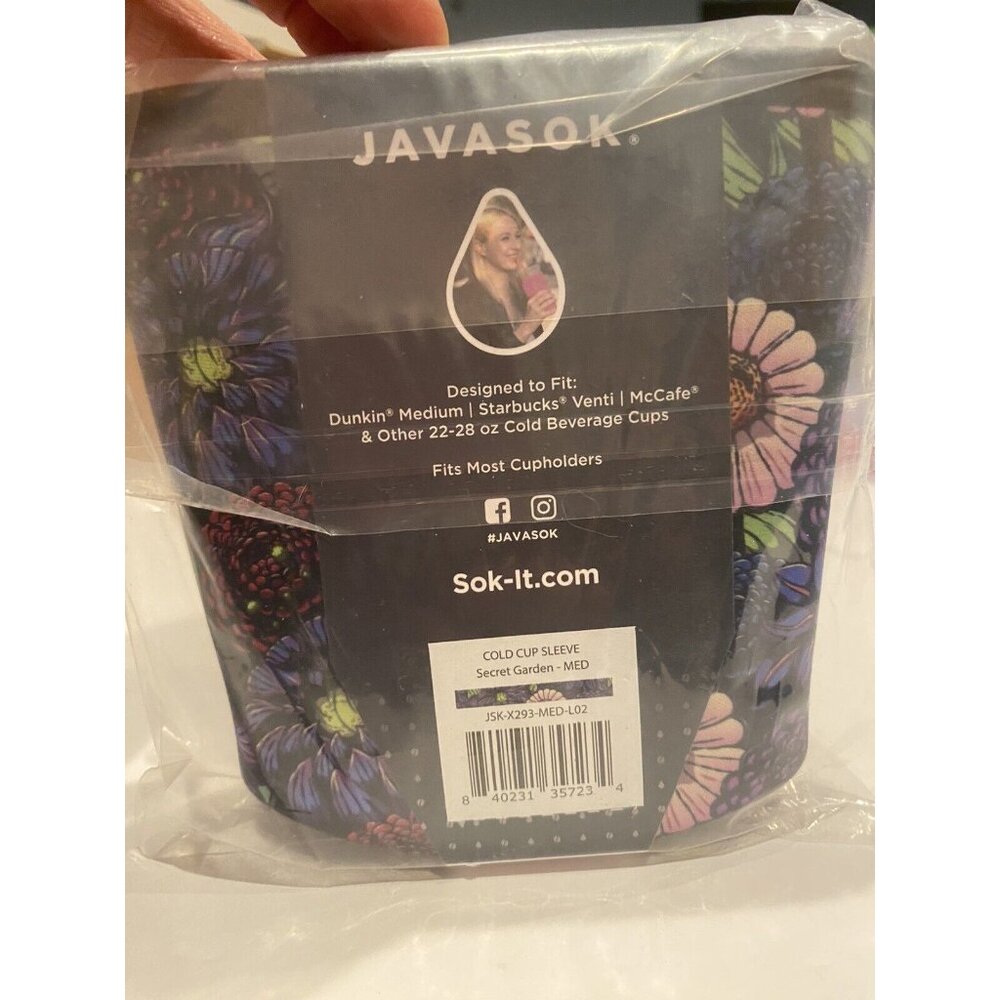 JAVASOK®
Designed to Fit:
Dunkin® Medium | Starbucks® Venti | McCafe®
& Other 22-28 oz Cold Beverage Cups
Fits Most Cupholders
#JAVASOK
Sok-It.com
COLD CUP SLEEVE
Secret Garden - MED
JSK-X293-MED-L02
8 40231 35723 4